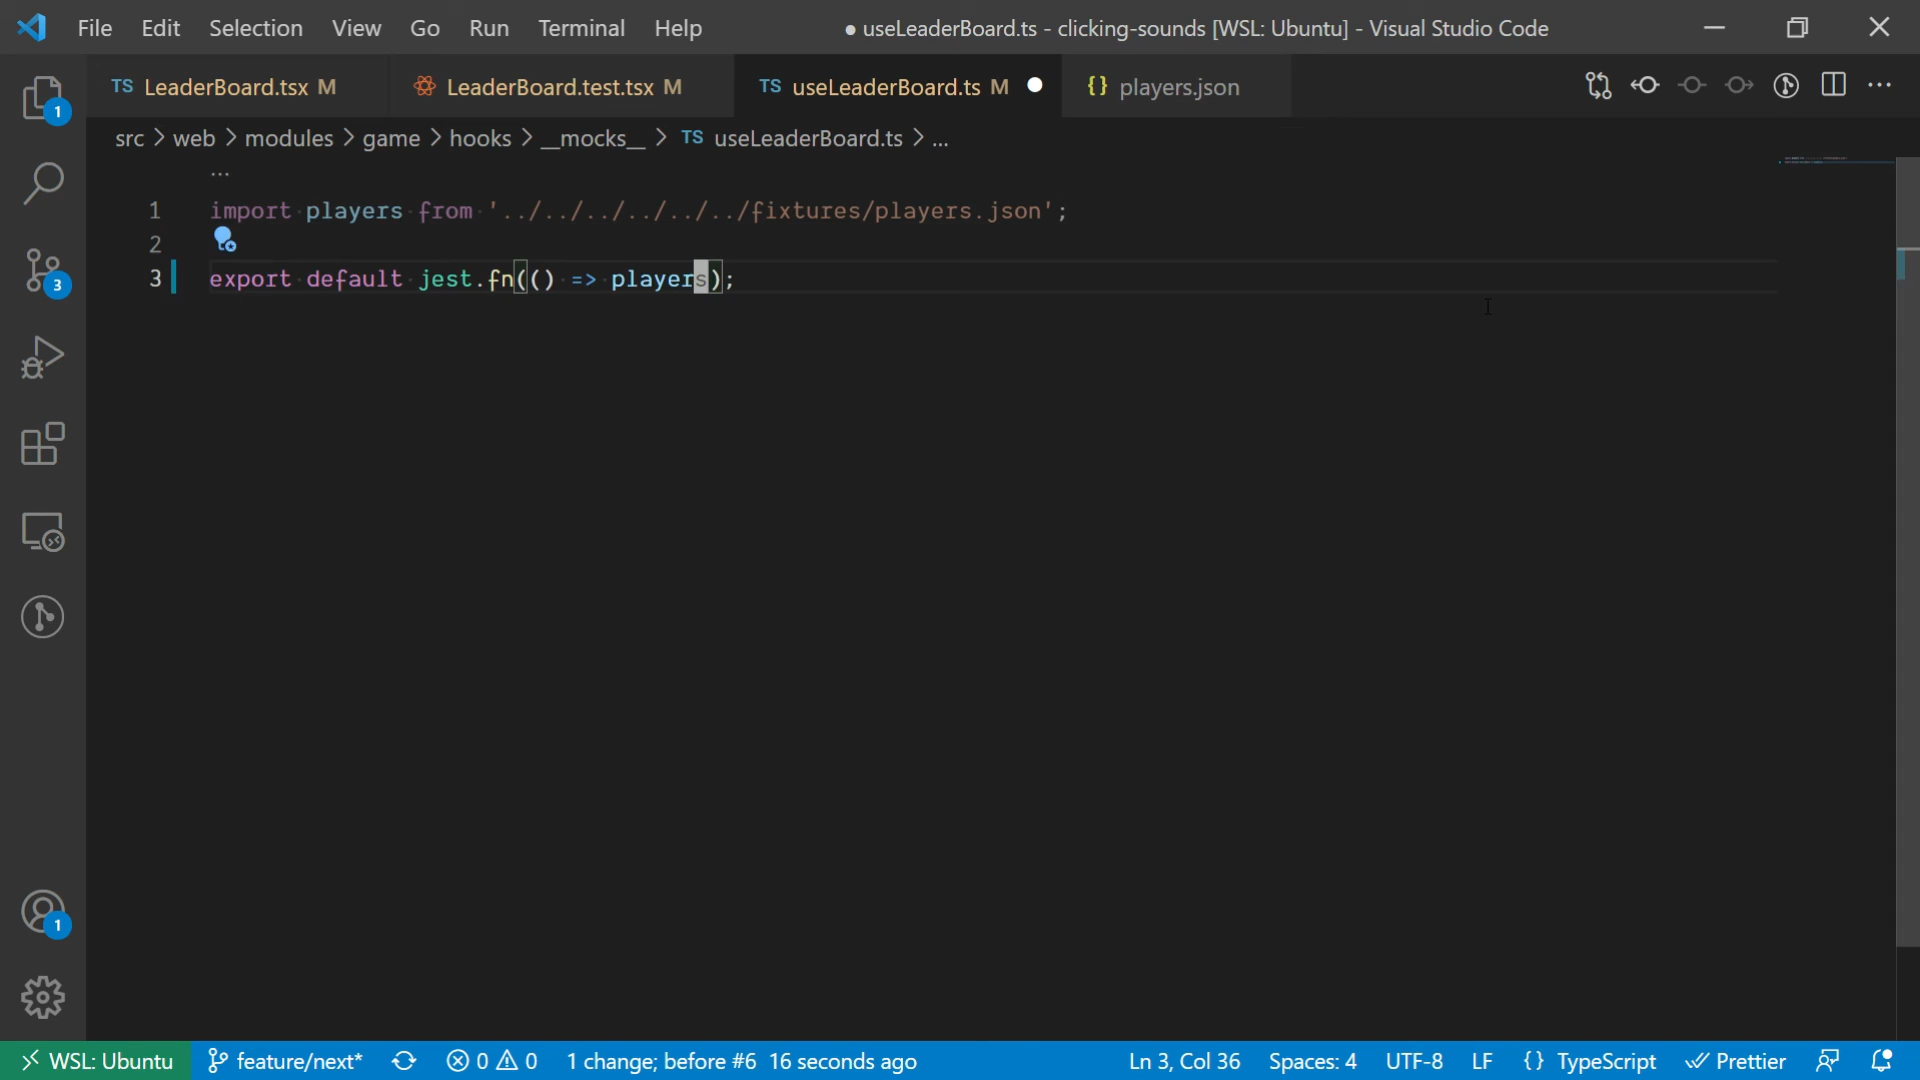 File Edit Selection View Go Run Terminal Help ● useLeaderBoard.ts - clicking-sounds [WSL: Ubuntu] - Visual Studio Code
TS LeaderBoard.tsx M LeaderBoard.test.tsx M TS useLeaderBoard.ts M ● {} players.json
src > web > modules > game > hooks > __mocks__ > TS useLeaderBoard.ts > ...
...
1 import players from '../../../../../../fixtures/players.json';
2
3 export default jest.fn(() => players);
1
3
1
WSL: Ubuntu feature/next* 0 0 1 change; before #6 16 seconds ago Ln 3, Col 36 Spaces: 4 UTF-8 LF {} TypeScript Prettier